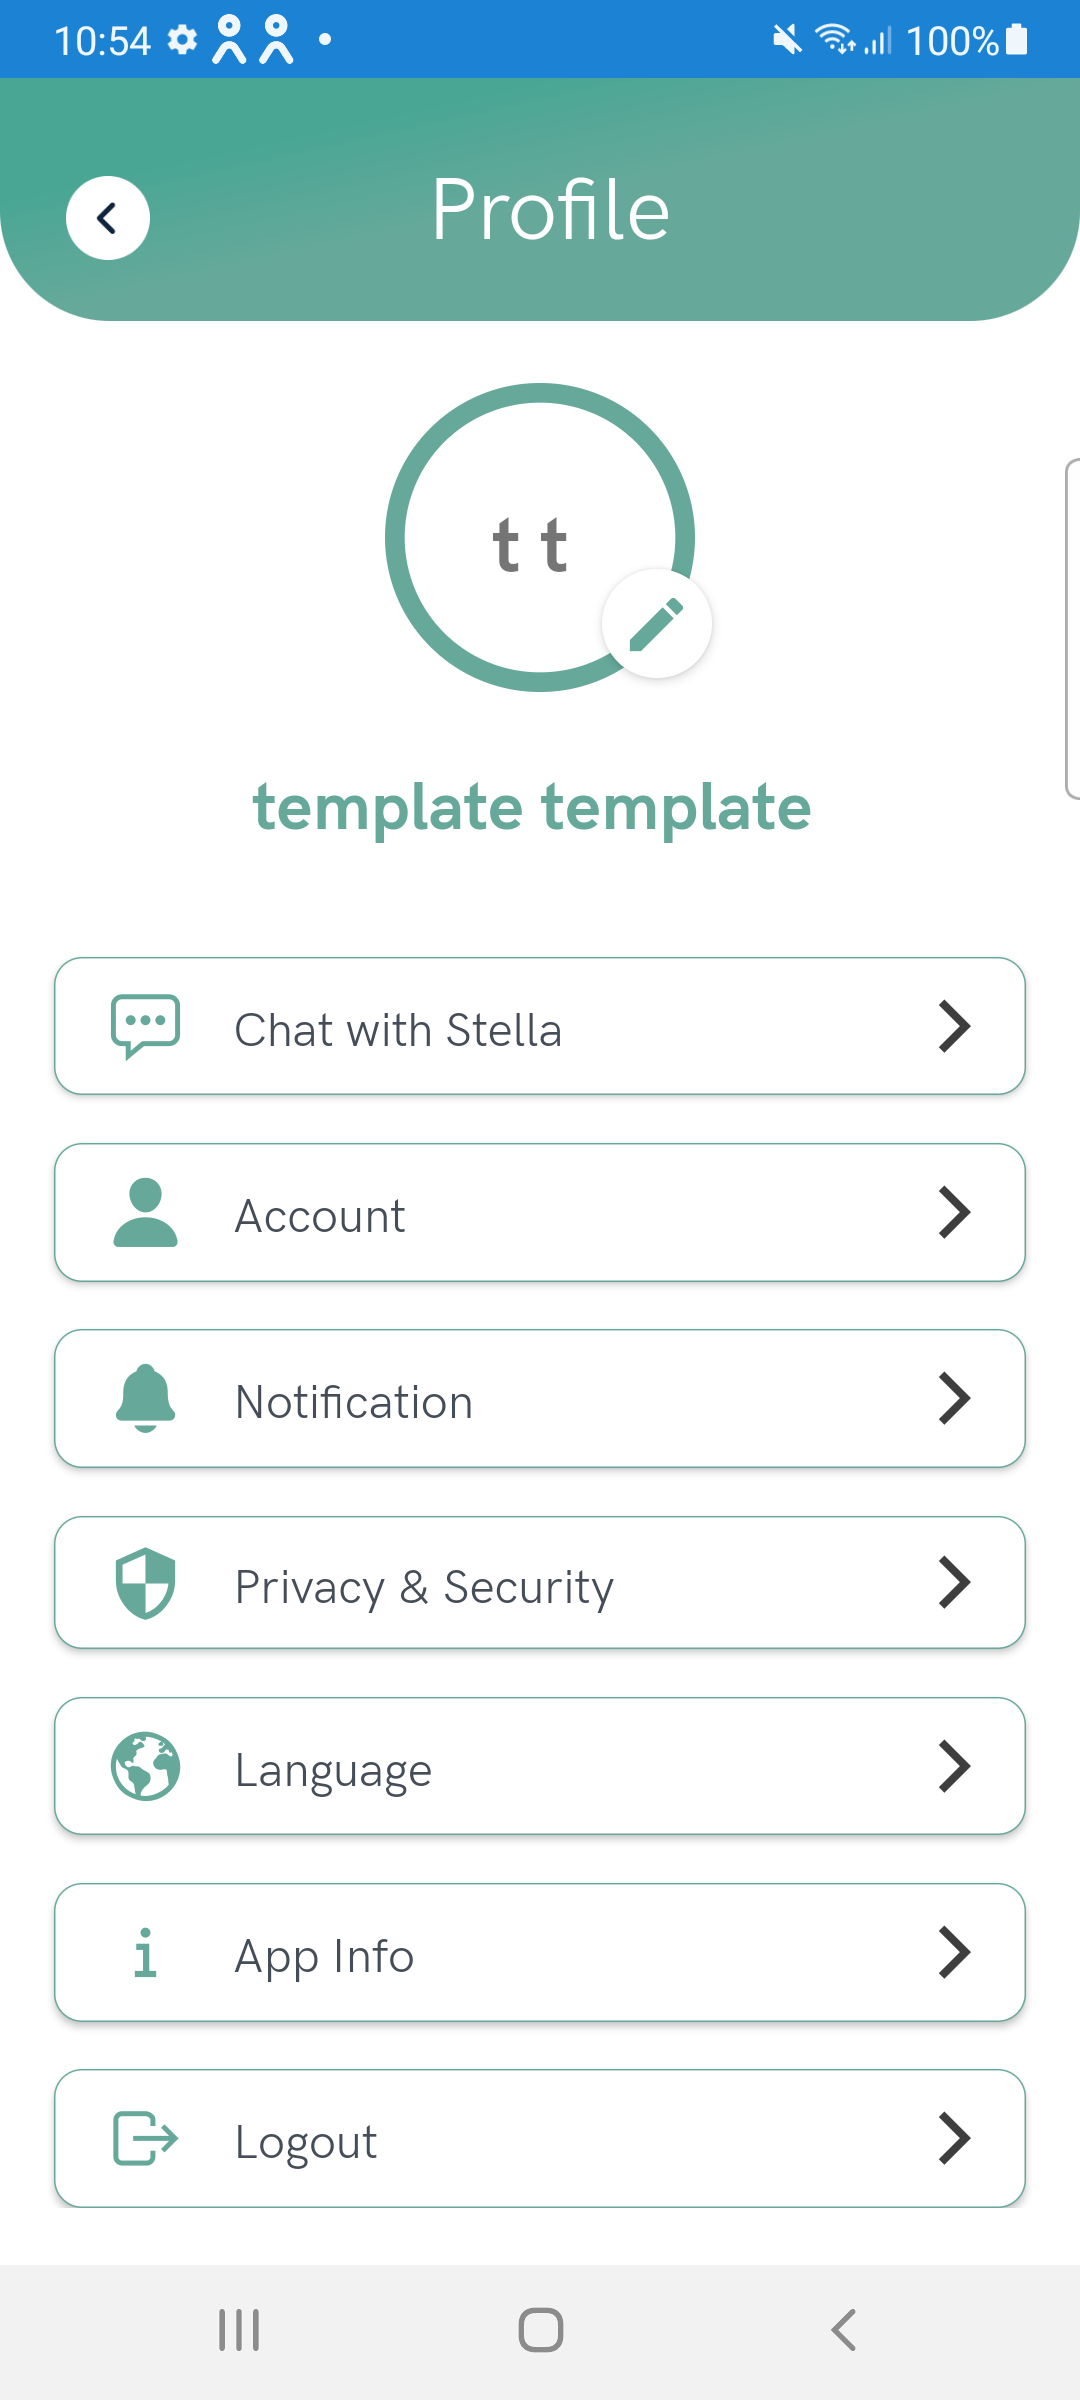 10:54 100%
Profile
t t
template template
Chat with Stella
Account
Notification
Privacy & Security
Language
App Info
Logout